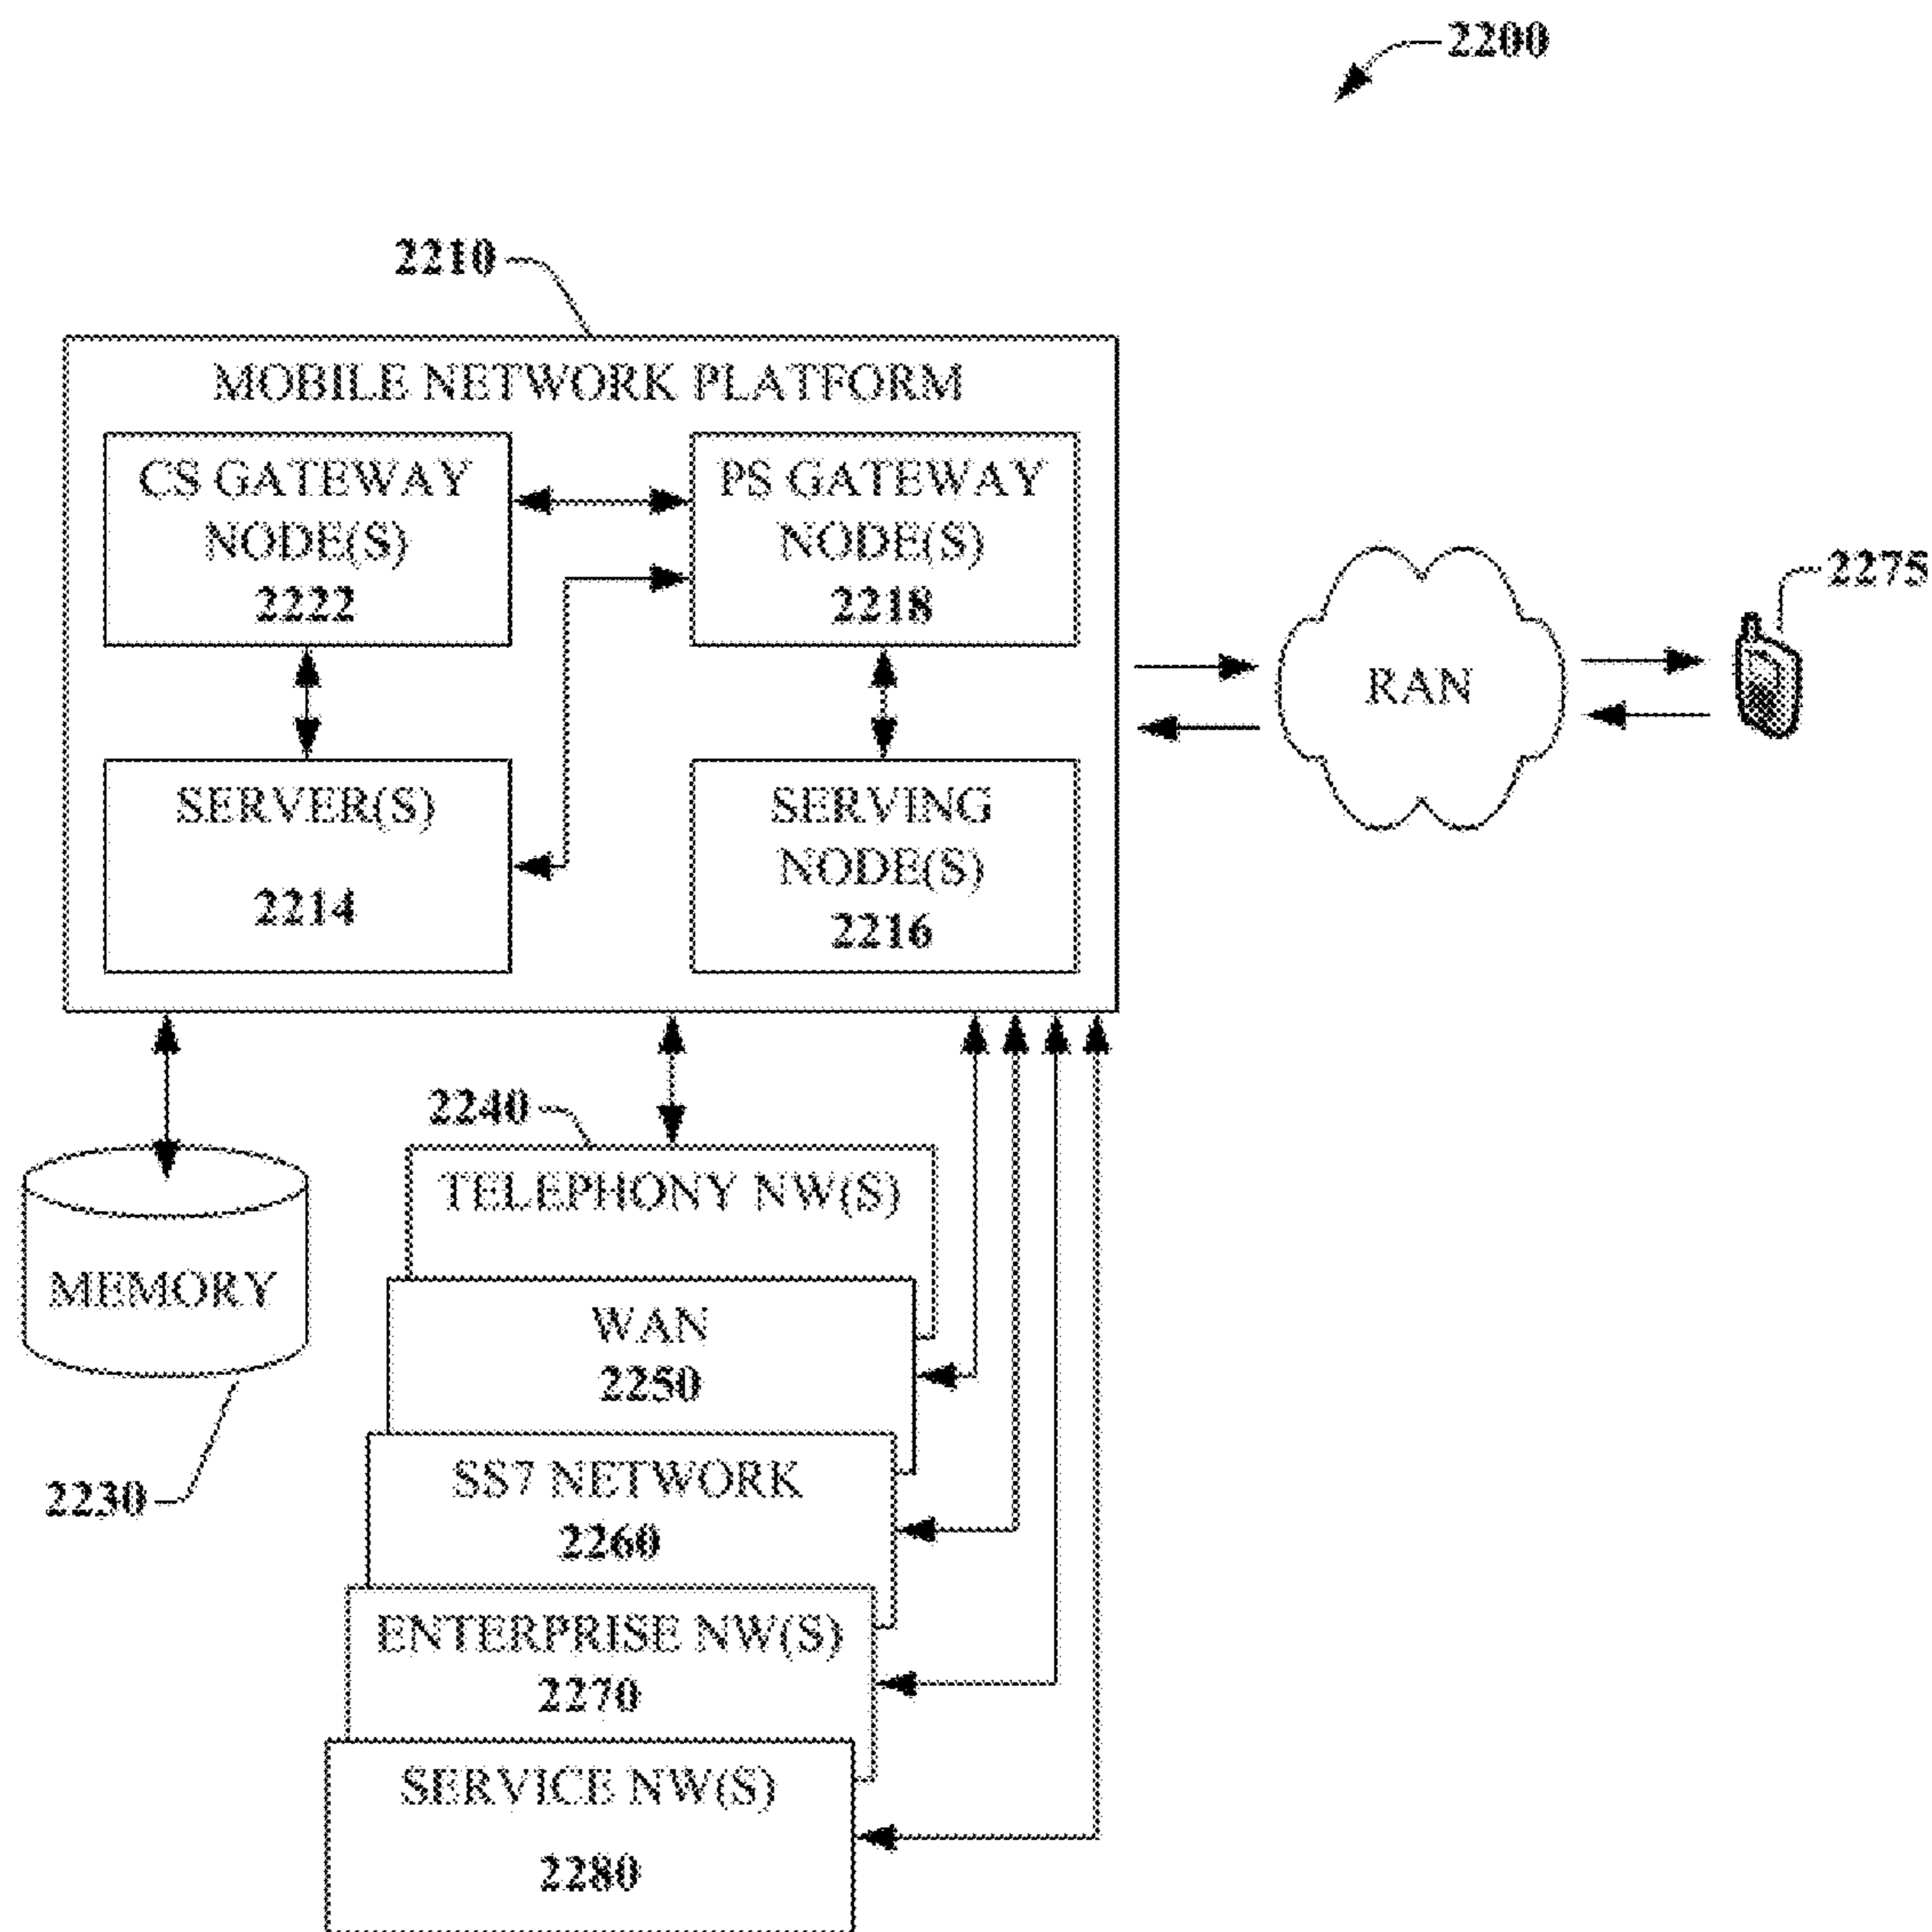 2200
2210
MOBILE NETWORK PLATFORM
CS GATEWAY
NODE(S)
2222
PS GATEWAY
NODE(S)
2218
SERVER(S)
2214
SERVING
NODE(S)
2216
RAN
2275
2240
TELEPHONY NW(S)
MEMORY
2230
WAN
2250
SS7 NETWORK
2260
ENTERPRISE NW(S)
2270
SERVICE NW(S)
2280